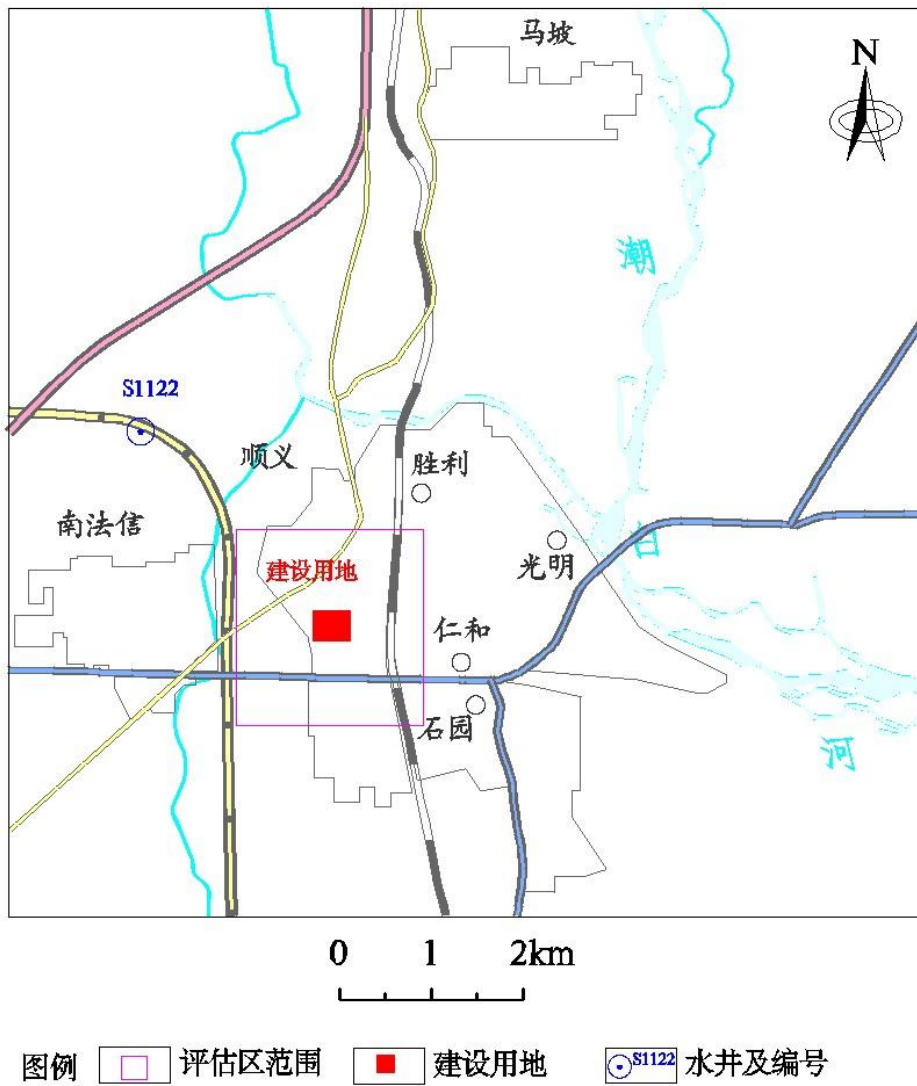 马坡
N
潮
S1122
顺义
胜利
南法信
白
光明
建设用地
仁和
石园
河
0 1 2km
图例 评估区范围 建设用地 S1122 水井及编号